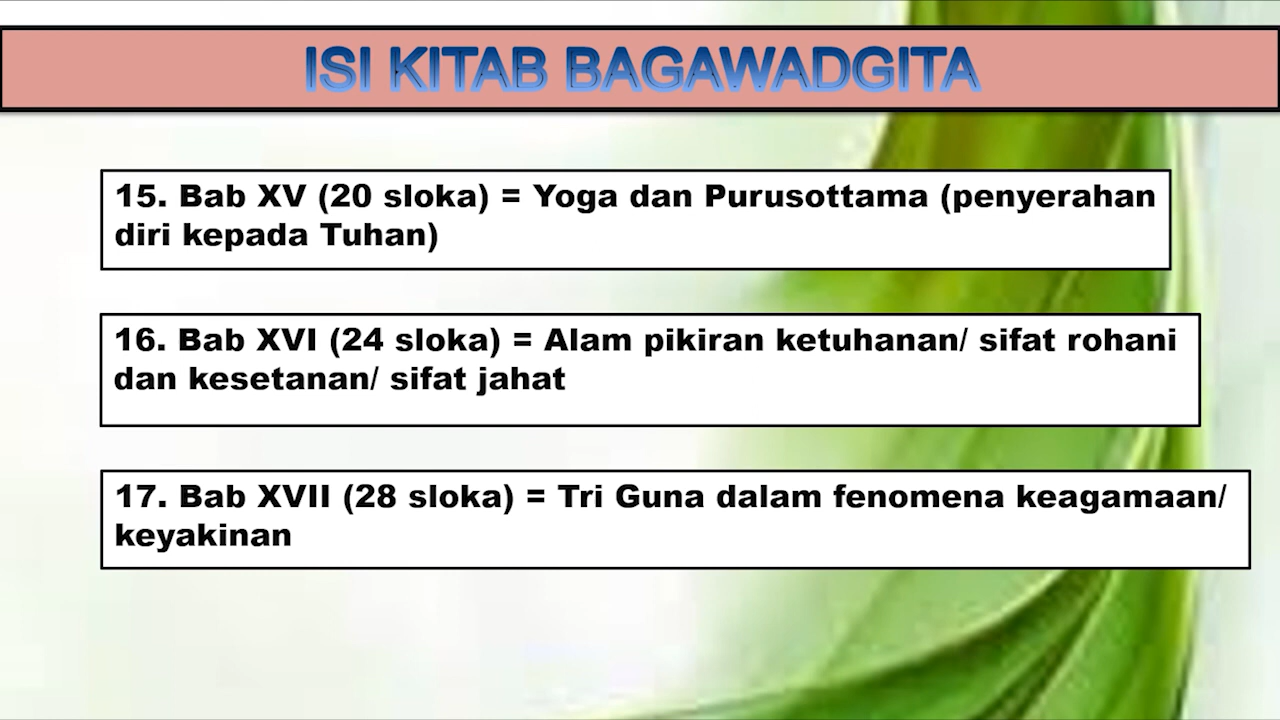 ISI KITAB BAGAWADGITA
15. Bab XV (20 sloka) = Yoga dan Purusottama (penyerahan
diri kepada Tuhan)
16. Bab XVI (24 sloka) = Alam pikiran ketuhanan/ sifat rohani
dan kesetanan/ sifat jahat
17. Bab XVII (28 sloka) = Tri Guna dalam fenomena keagamaan/
keyakinan